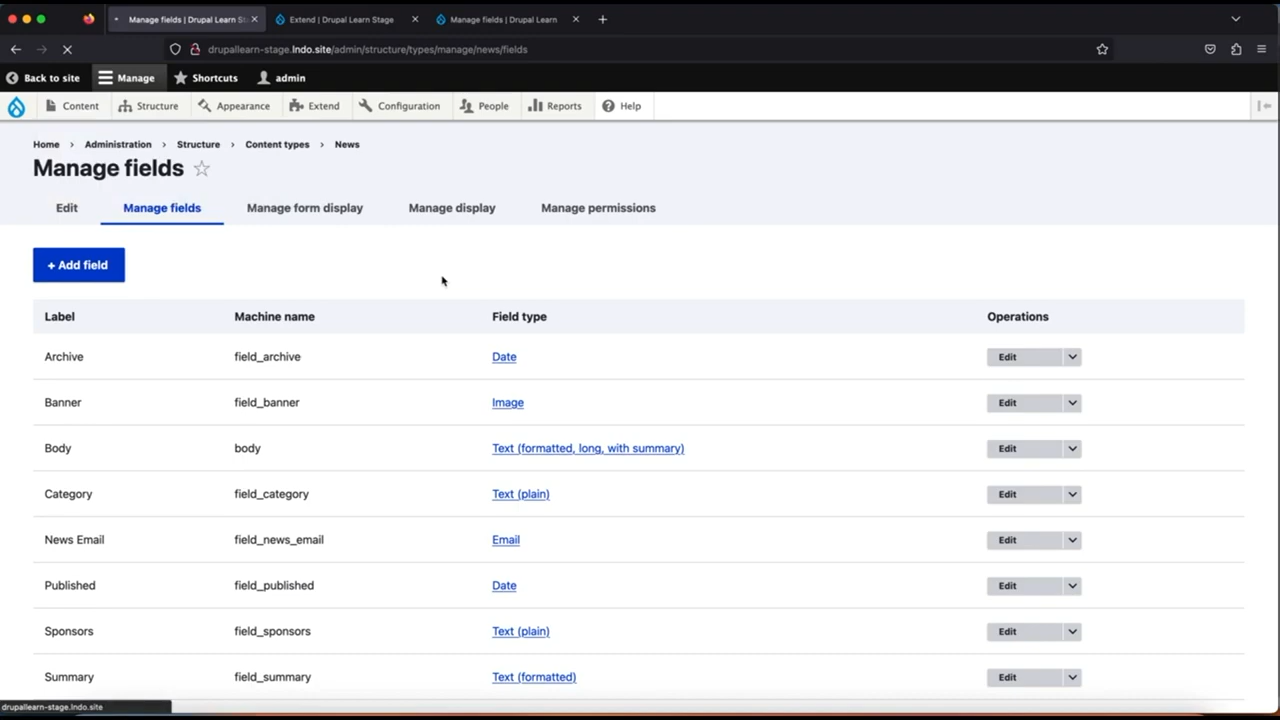 Manage fields | Drupal Learn St
Extend | Drupal Learn Stage
Manage fields | Drupal Learn
drupallearn-stage.lndo.site/admin/structure/types/manage/news/fields
Back to site Manage Shortcuts admin
Content Structure Appearance Extend Configuration People Reports Help
Home › Administration › Structure › Content types › News
Manage fields
Edit Manage fields Manage form display Manage display Manage permissions
+ Add field
Label Machine name Field type Operations
Archive field_archive Date Edit
Banner field_banner Image Edit
Body body Text (formatted, long, with summary) Edit
Category field_category Text (plain) Edit
News Email field_news_email Email Edit
Published field_published Date Edit
Sponsors field_sponsors Text (plain) Edit
Summary field_summary Text (formatted) Edit
drupallearn-stage.lndo.site